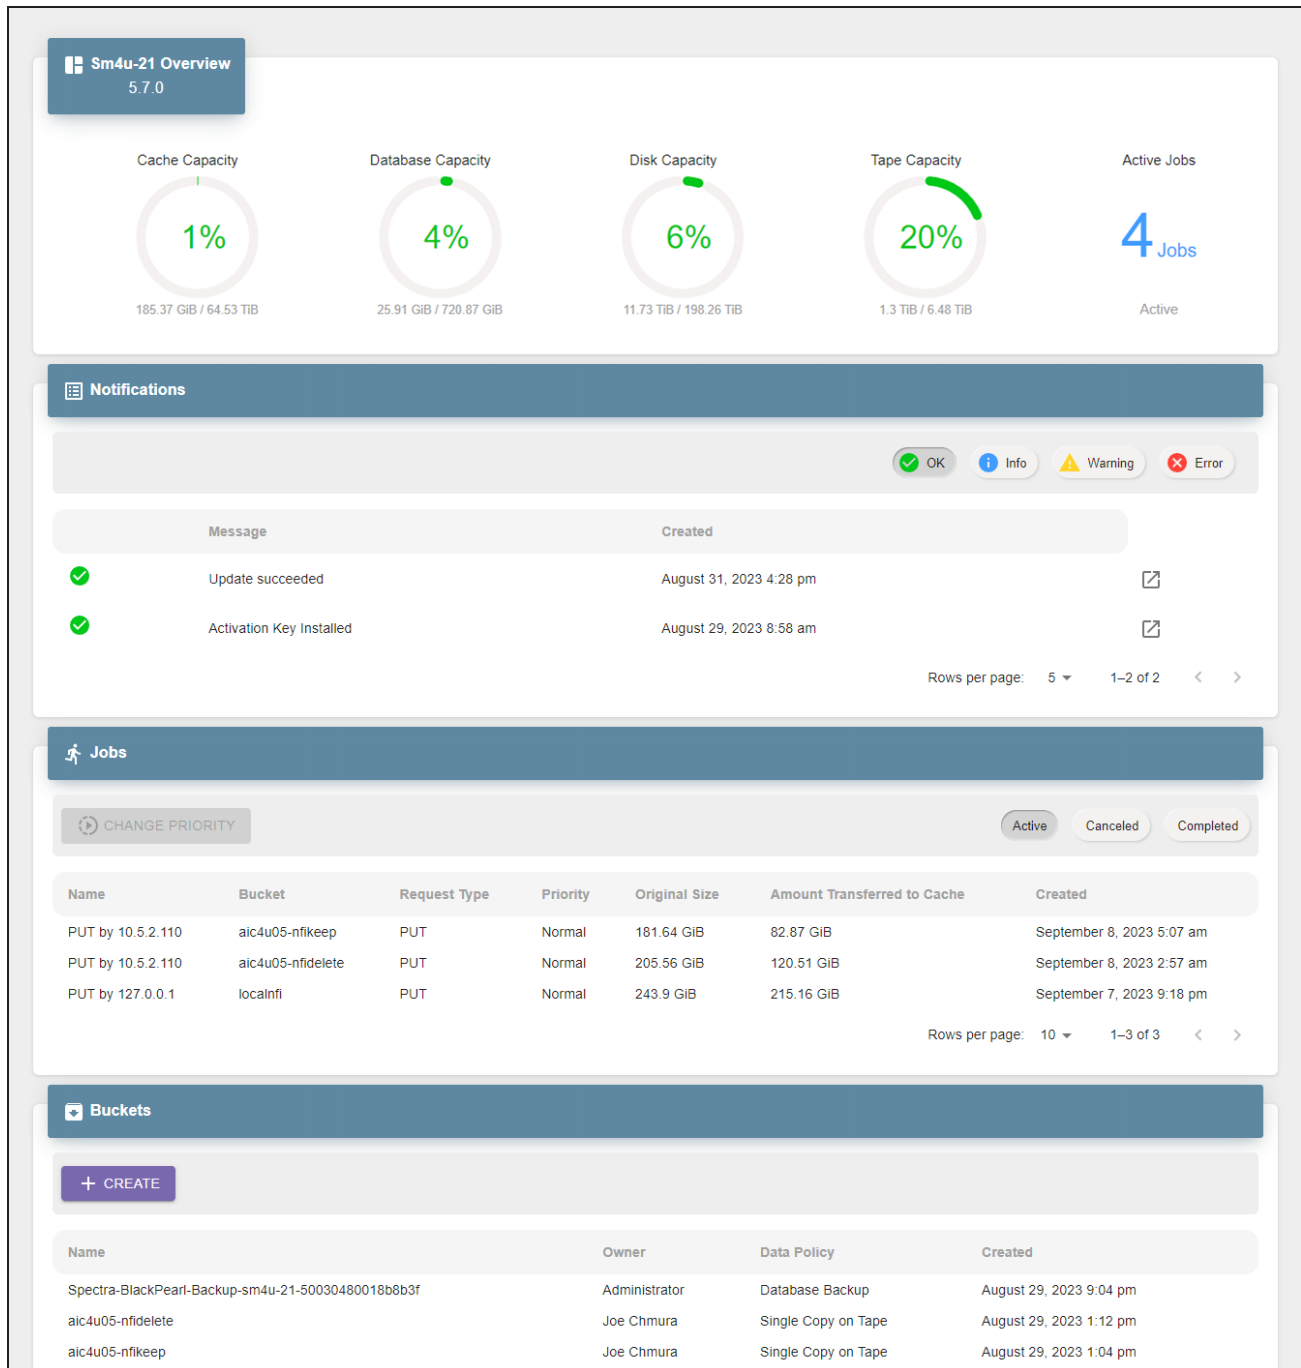 Sm4u-21 Overview
5.7.0
Cache Capacity Database Capacity Disk Capacity Tape Capacity Active Jobs
1% 4% 6% 20% 4 Jobs
185.37 GiB / 64.53 TiB 25.91 GiB / 720.87 GiB 11.73 TiB / 198.26 TiB 1.3 TiB / 6.48 TiB Active
Notifications
OK Info Warning Error
Message Created
Update succeeded August 31, 2023 4:28 pm
Activation Key Installed August 29, 2023 8:58 am
Rows per page: 5 1–2 of 2
Jobs
CHANGE PRIORITY Active Canceled Completed
Name Bucket Request Type Priority Original Size Amount Transferred to Cache Created
PUT by 10.5.2.110 aic4u05-nfikeep PUT Normal 181.64 GiB 82.87 GiB September 8, 2023 5:07 am
PUT by 10.5.2.110 aic4u05-nfidelete PUT Normal 205.56 GiB 120.51 GiB September 8, 2023 2:57 am
PUT by 127.0.0.1 localnfi PUT Normal 243.9 GiB 215.16 GiB September 7, 2023 9:18 pm
Rows per page: 10 1–3 of 3
Buckets
+ CREATE
Name Owner Data Policy Created
Spectra-BlackPearl-Backup-sm4u-21-50030480018b8b3f Administrator Database Backup August 29, 2023 9:04 pm
aic4u05-nfidelete Joe Chmura Single Copy on Tape August 29, 2023 1:12 pm
aic4u05-nfikeep Joe Chmura Single Copy on Tape August 29, 2023 1:04 pm